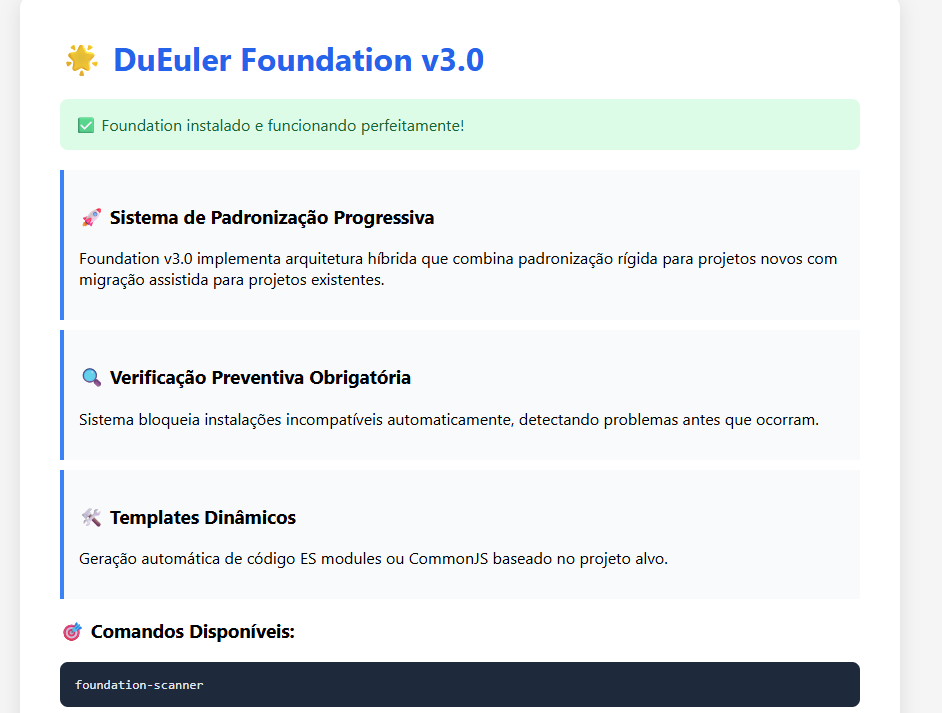 DuEuler Foundation v3.0
Foundation instalado e funcionando perfeitamente!
Sistema de Padronização Progressiva
Foundation v3.0 implementa arquitetura híbrida que combina padronização rígida para projetos novos com
migração assistida para projetos existentes.
Verificação Preventiva Obrigatória
Sistema bloqueia instalações incompatíveis automaticamente, detectando problemas antes que ocorram.
Templates Dinâmicos
Geração automática de código ES modules ou CommonJS baseado no projeto alvo.
Comandos Disponíveis:
foundation-scanner